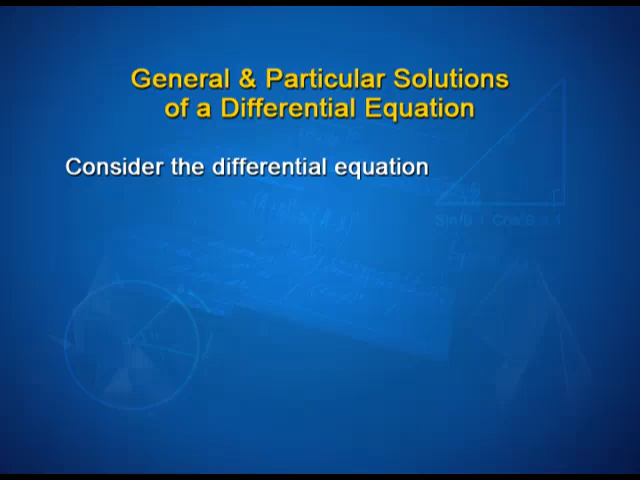 General & Particular Solutions
of a Differential Equation
Consider the differential equation